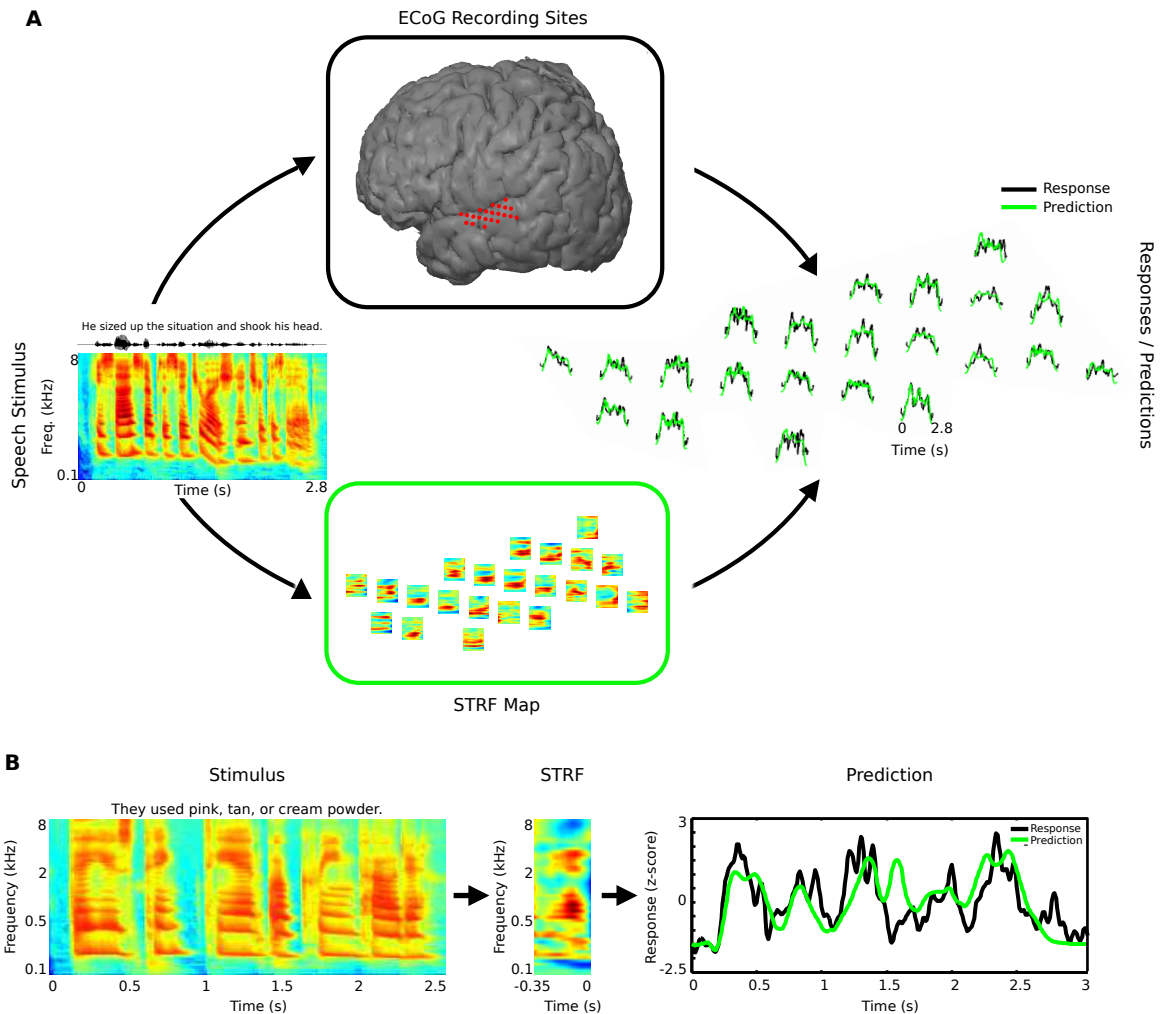 A
ECoG Recording Sites
Response
Prediction
Responses / Predictions
He sized up the situation and shook his head.
Speech Stimulus
Freq. (kHz)
8
0.1
0
Time (s)
2.8
0
2.8
Time (s)
STRF Map
B
Stimulus
STRF
Prediction
They used pink, tan, or cream powder.
Frequency (kHz)
8
2
0.5
0.1
0
0.5
1
1.5
2
2.5
Time (s)
Frequency (kHz)
8
2
0.5
0.1
-0.35
0
Time (s)
Response (z-score)
3
0
-2.5
Response
Prediction
0
0.5
1
1.5
2
2.5
3
Time (s)